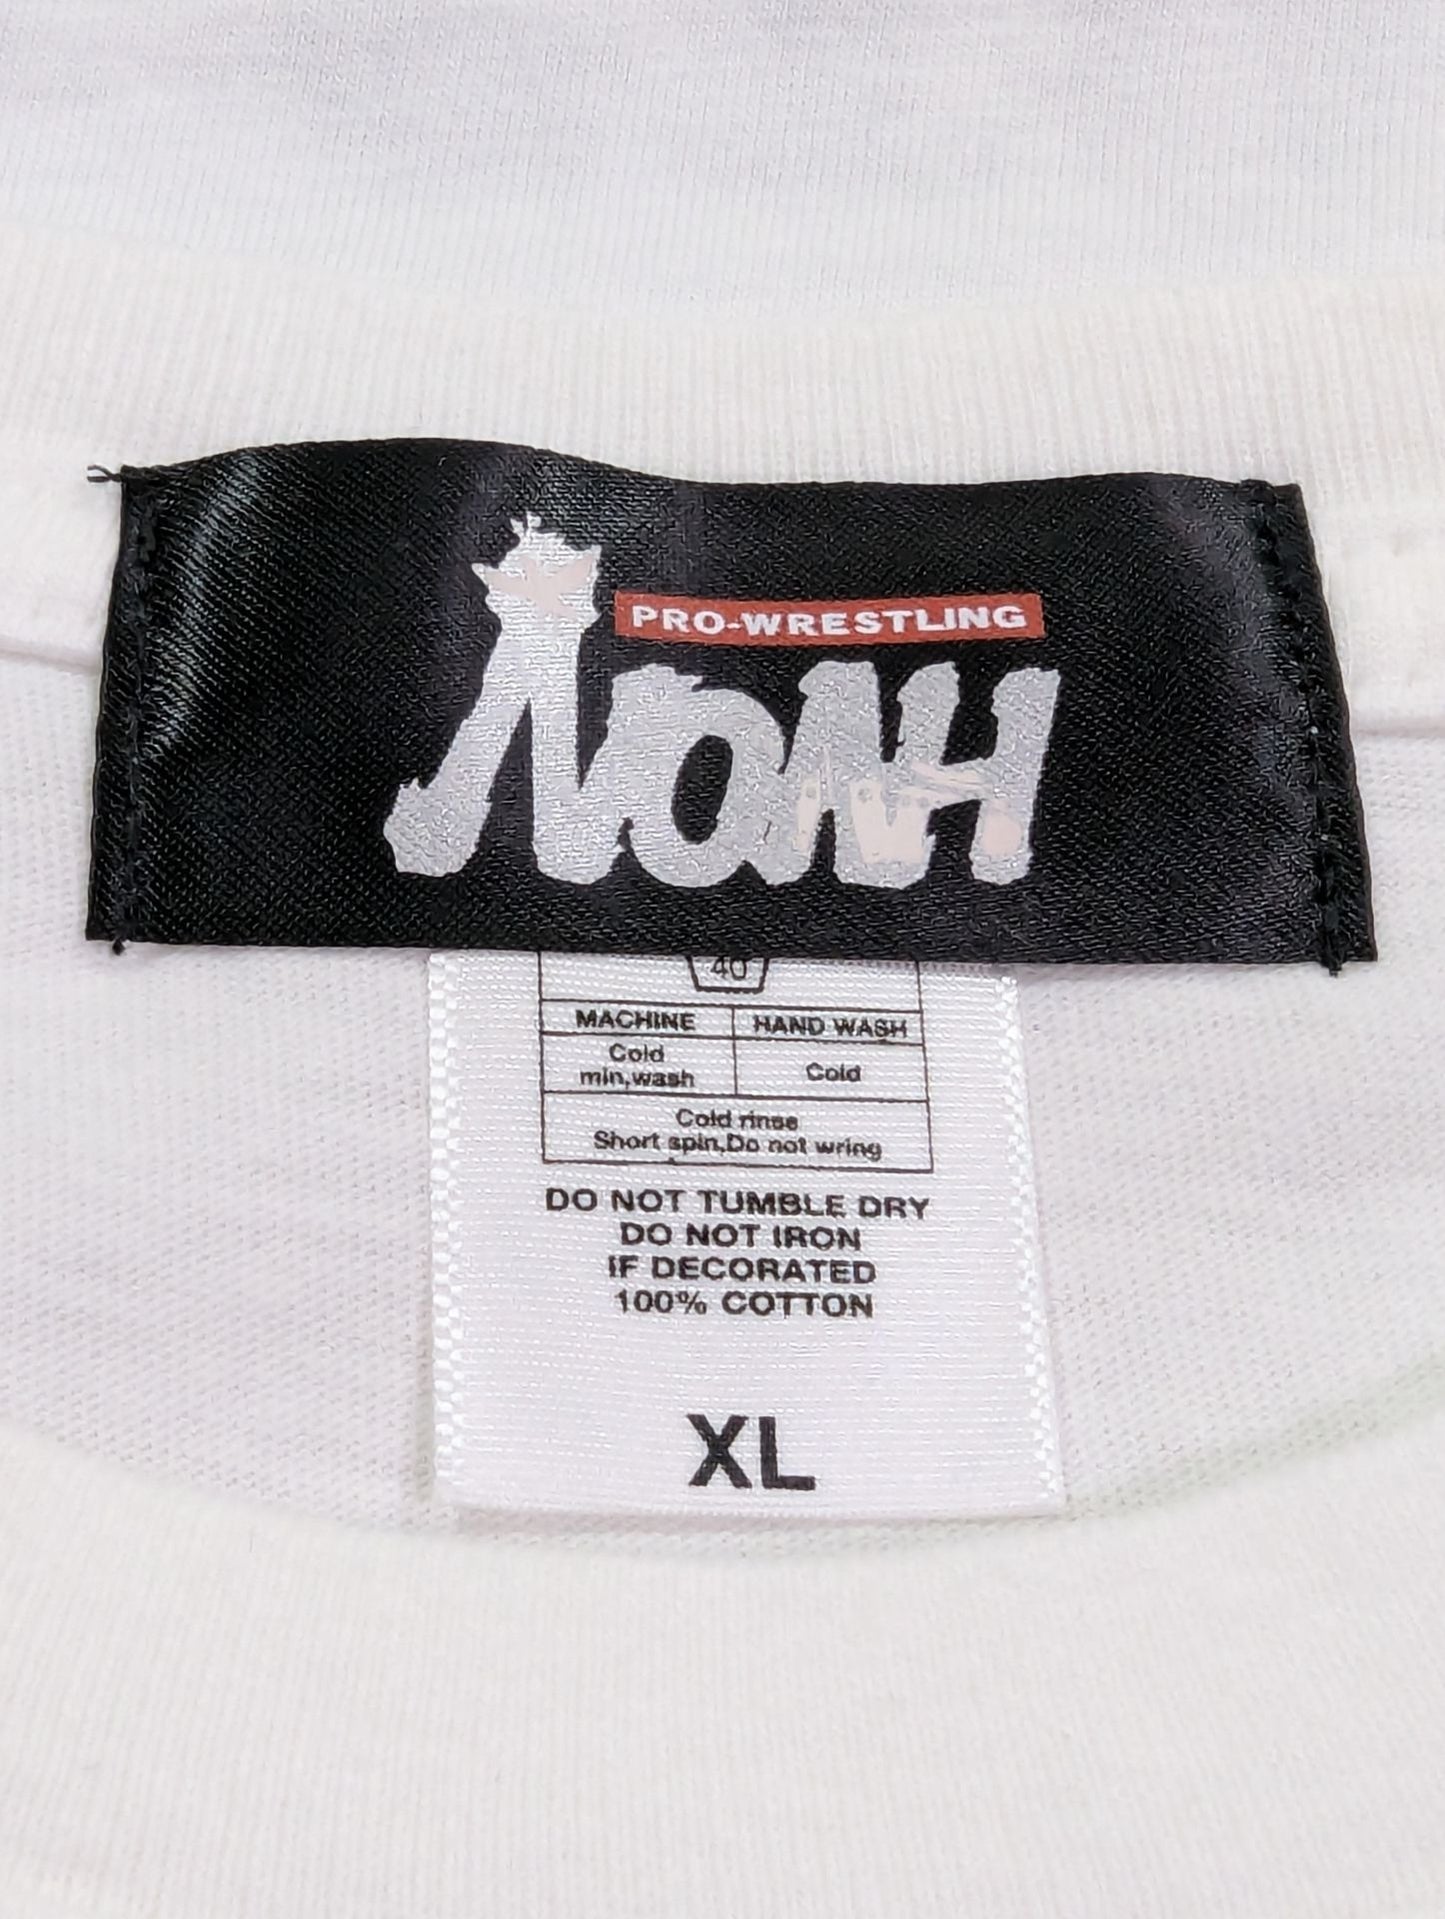 PRO-WRESTLING
NOAH
40
MACHINE HAND WASH
Cold
min,wash Cold
Cold rinse
Short spin,Do not wring
DO NOT TUMBLE DRY
DO NOT IRON
IF DECORATED
100% COTTON
XL